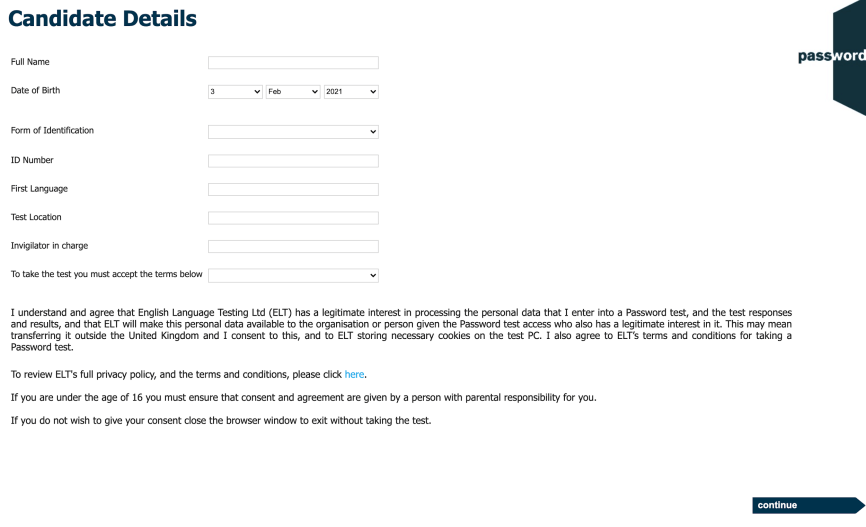 Candidate Details
password
Full Name
Date of Birth
3 Feb 2021
Form of Identification
ID Number
First Language
Test Location
Invigilator in charge
To take the test you must accept the terms below
I understand and agree that English Language Testing Ltd (ELT) has a legitimate interest in processing the personal data that I enter into a Password test, and the test responses
and results, and that ELT will make this personal data available to the organisation or person given the Password test access who also has a legitimate interest in it. This may mean
transferring it outside the United Kingdom and I consent to this, and to ELT storing necessary cookies on the test PC. I also agree to ELT's terms and conditions for taking a
Password test.
To review ELT's full privacy policy, and the terms and conditions, please click here.
If you are under the age of 16 you must ensure that consent and agreement are given by a person with parental responsibility for you.
If you do not wish to give your consent close the browser window to exit without taking the test.
continue